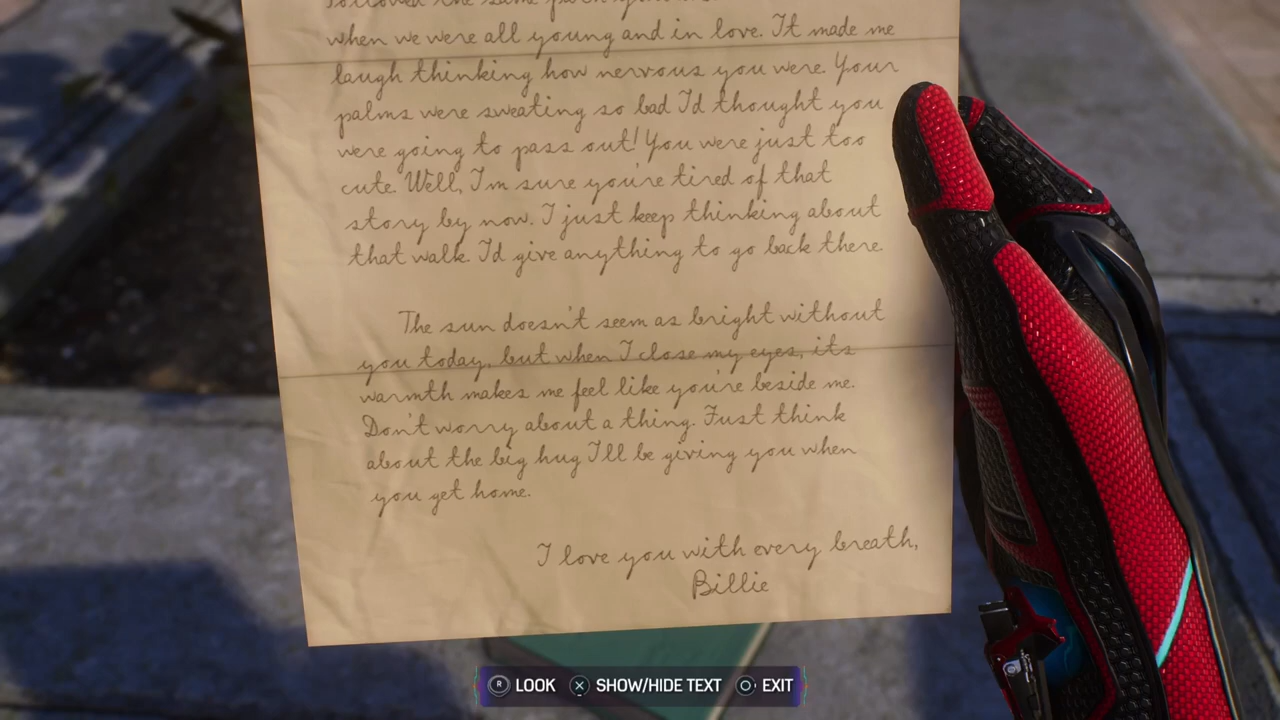 followed the same path
when we were all young and in love. It made me
laugh thinking how nervous you were. Your
palms were sweating so bad I'd thought you
were going to pass out! You were just too
cute. Well, I'm sure you're tired of that
story by now. I just keep thinking about
that walk. I'd give anything to go back there.
The sun doesn't seem as bright without
you today, but when I close my eyes, its
warmth makes me feel like you're beside me.
Don't worry about a thing. Just think
about the big hug I'll be giving you when
you get home.
I love you with every breath,
Billie
R LOOK SHOW/HIDE TEXT EXIT